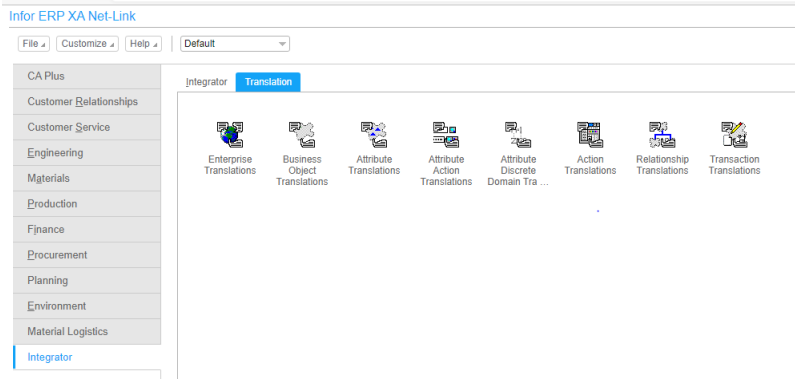 Infor ERP XA Net-Link
File Customize Help Default
CA Plus
Customer Relationships
Customer Service
Engineering
Materials
Production
Finance
Procurement
Planning
Environment
Material Logistics
Integrator
Integrator Translation
Enterprise
Translations
Business
Object
Translations
Attribute
Translations
Attribute
Action
Translations
Attribute
Discrete
Domain Tra ...
Action
Translations
Relationship
Translations
Transaction
Translations